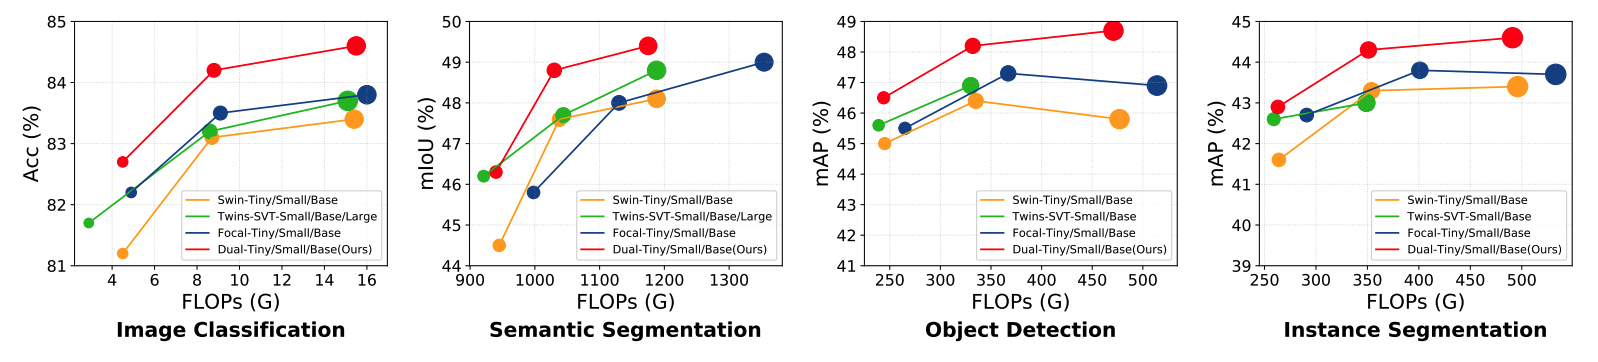 85
84
83
82
81
Acc (%)
4 6 8 10 12 14 16
FLOPs (G)
Swin-Tiny/Small/Base
Twins-SVT-Small/Base/Large
Focal-Tiny/Small/Base
Dual-Tiny/Small/Base(Ours)
Image Classification
50
49
48
47
46
45
44
mIoU (%)
900 1000 1100 1200 1300
FLOPs (G)
Swin-Tiny/Small/Base
Twins-SVT-Small/Base/Large
Focal-Tiny/Small/Base
Dual-Tiny/Small/Base(Ours)
Semantic Segmentation
49
48
47
46
45
44
43
42
41
mAP (%)
250 300 350 400 450 500
FLOPs (G)
Swin-Tiny/Small/Base
Twins-SVT-Small/Base
Focal-Tiny/Small/Base
Dual-Tiny/Small/Base(Ours)
Object Detection
45
44
43
42
41
40
39
mAP (%)
250 300 350 400 450 500
FLOPs (G)
Swin-Tiny/Small/Base
Twins-SVT-Small/Base
Focal-Tiny/Small/Base
Dual-Tiny/Small/Base(Ours)
Instance Segmentation